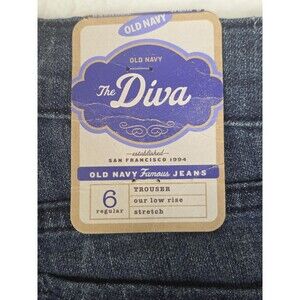 OLD NAVY
OLD NAVY
The Diva
established
SAN FRANCISCO 1994
OLD NAVY Famous JEANS
6
regular
TROUSER
our low rise
stretch